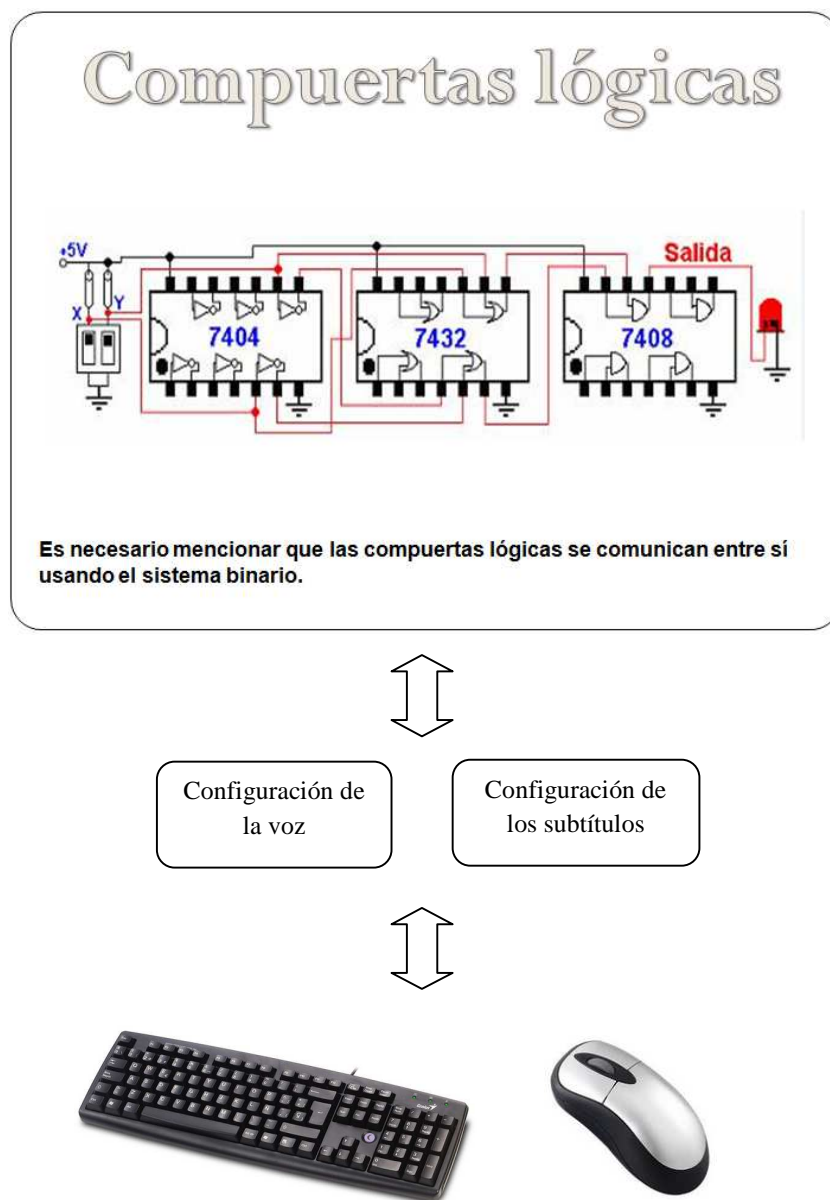 Compuertas lógicas
+5V
Salida
X
Y
7404
7432
7408
Es necesario mencionar que las compuertas lógicas se comunican entre sí
usando el sistema binario.
Configuración de
la voz
Configuración de
los subtítulos